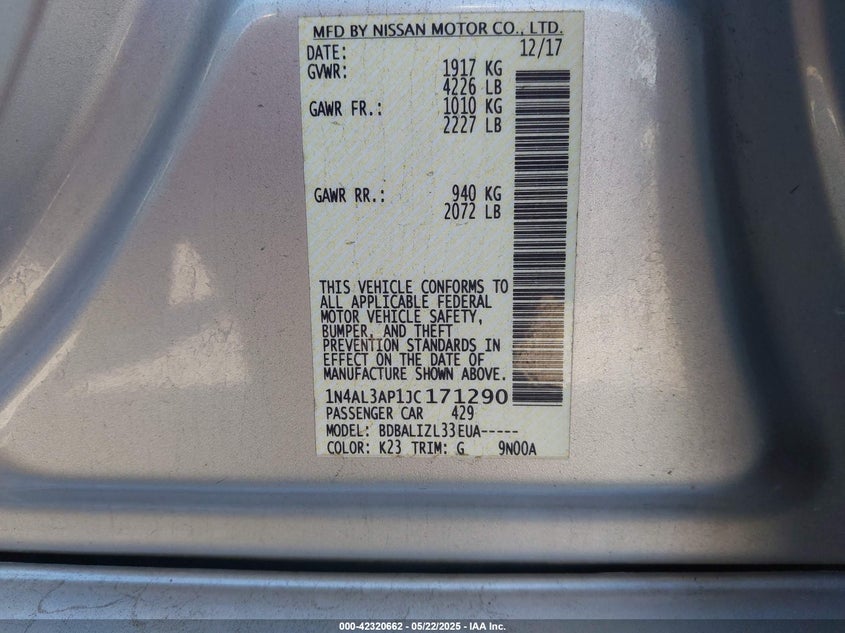 MFD BY NISSAN MOTOR CO., LTD.
DATE: 12/17
GVWR: 1917 KG
4226 LB
GAWR FR.: 1010 KG
2227 LB
GAWR RR.: 940 KG
2072 LB
THIS VEHICLE CONFORMS TO
ALL APPLICABLE FEDERAL
MOTOR VEHICLE SAFETY,
BUMPER, AND THEFT
PREVENTION STANDARDS IN
EFFECT ON THE DATE OF
MANUFACTURE SHOWN ABOVE.
1N4AL3AP1JC171290
PASSENGER CAR 429
MODEL: BDBALIZL33EUA-----
COLOR: K23 TRIM: G 9N00A
000-42320662 - 05/22/2025 - IAA Inc.